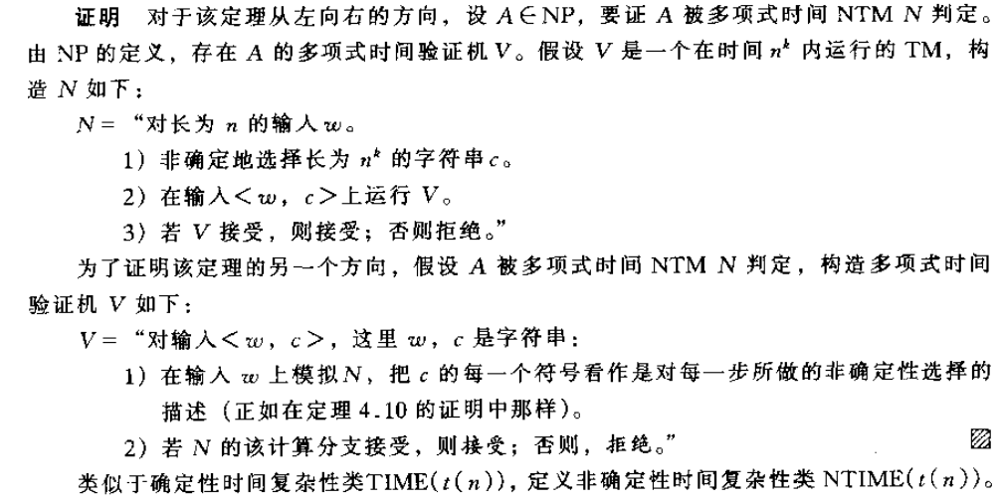 证明 对于该定理从左向右的方向，设 A∈NP，要证 A 被多项式时间 NTM N 判定。
由 NP 的定义，存在 A 的多项式时间验证机 V。假设 V 是一个在时间 nᵏ 内运行的 TM，构
造 N 如下：
N = “对长为 n 的输入 w。
1）非确定地选择长为 nᵏ 的字符串 c。
2）在输入<w，c>上运行 V。
3）若 V 接受，则接受；否则拒绝。”
为了证明该定理的另一个方向，假设 A 被多项式时间 NTM N 判定，构造多项式时间
验证机 V 如下：
V = “对输入<w，c>，这里 w，c 是字符串：
1）在输入 w 上模拟 N，把 c 的每一个符号看作是对每一步所做的非确定性选择的
描述（正如在定理 4.10 的证明中那样）。
2）若 N 的该计算分支接受，则接受；否则，拒绝。”
类似于确定性时间复杂性类TIME(t(n))，定义非确定性时间复杂性类 NTIME(t(n))。